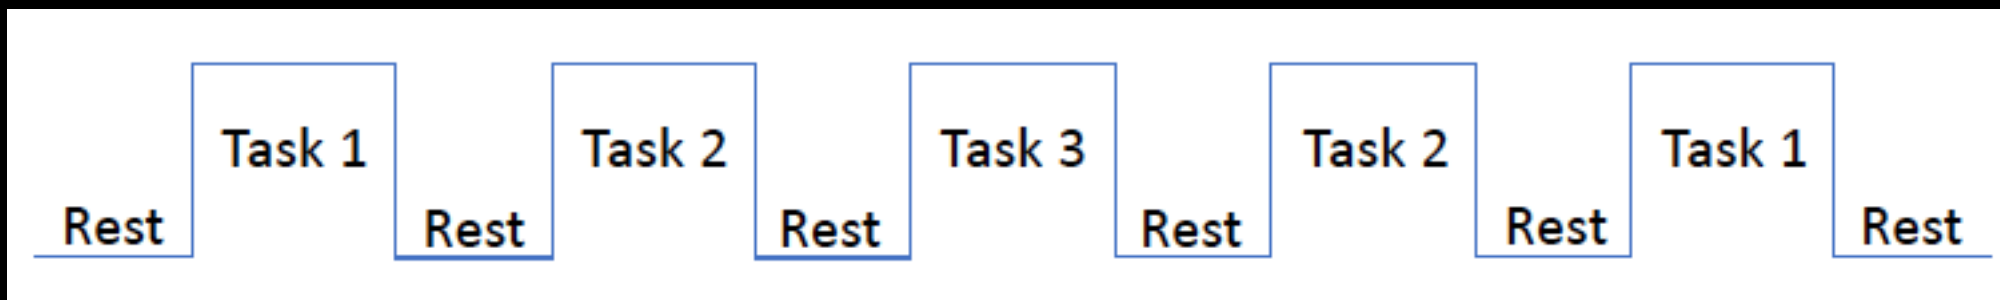 Task 1 Task 2 Task 3 Task 2 Task 1
Rest Rest Rest Rest Rest Rest